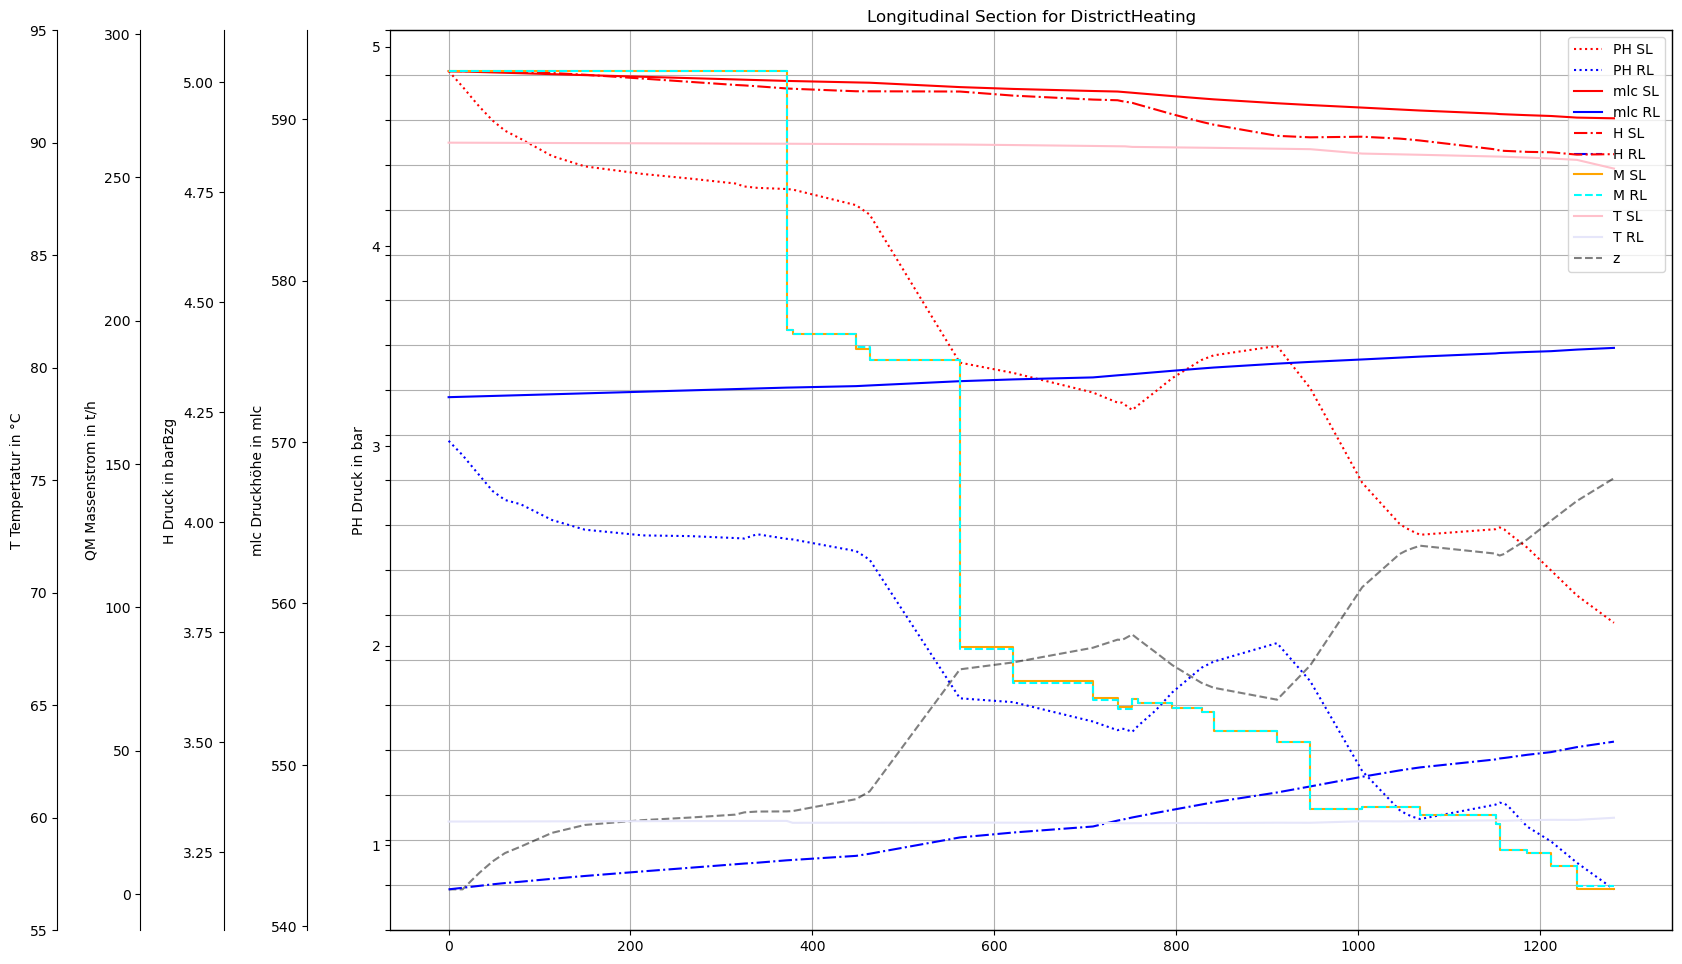 Longitudinal Section for DistrictHeating
T Tempertatur in °C
95
90
85
80
75
70
65
60
55
QM Massenstrom in t/h
300
250
200
150
100
50
0
H Druck in barBzg
5.00
4.75
4.50
4.25
4.00
3.75
3.50
3.25
mlc Druckhöhe in mlc
590
580
570
560
550
540
PH Druck in bar
5
4
3
2
1
PH SL
PH RL
mlc SL
mlc RL
H SL
H RL
M SL
M RL
T SL
T RL
z
0
200
400
600
800
1000
1200